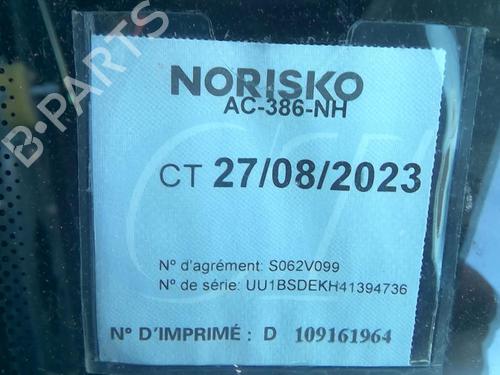 B-PARTS
NORISKO
AC-386-NH
CT 27/08/2023
N° d'agrément: S062V099
N° de série: UU1BSDEKH41394736
N° D'IMPRIMÉ : D 109161964